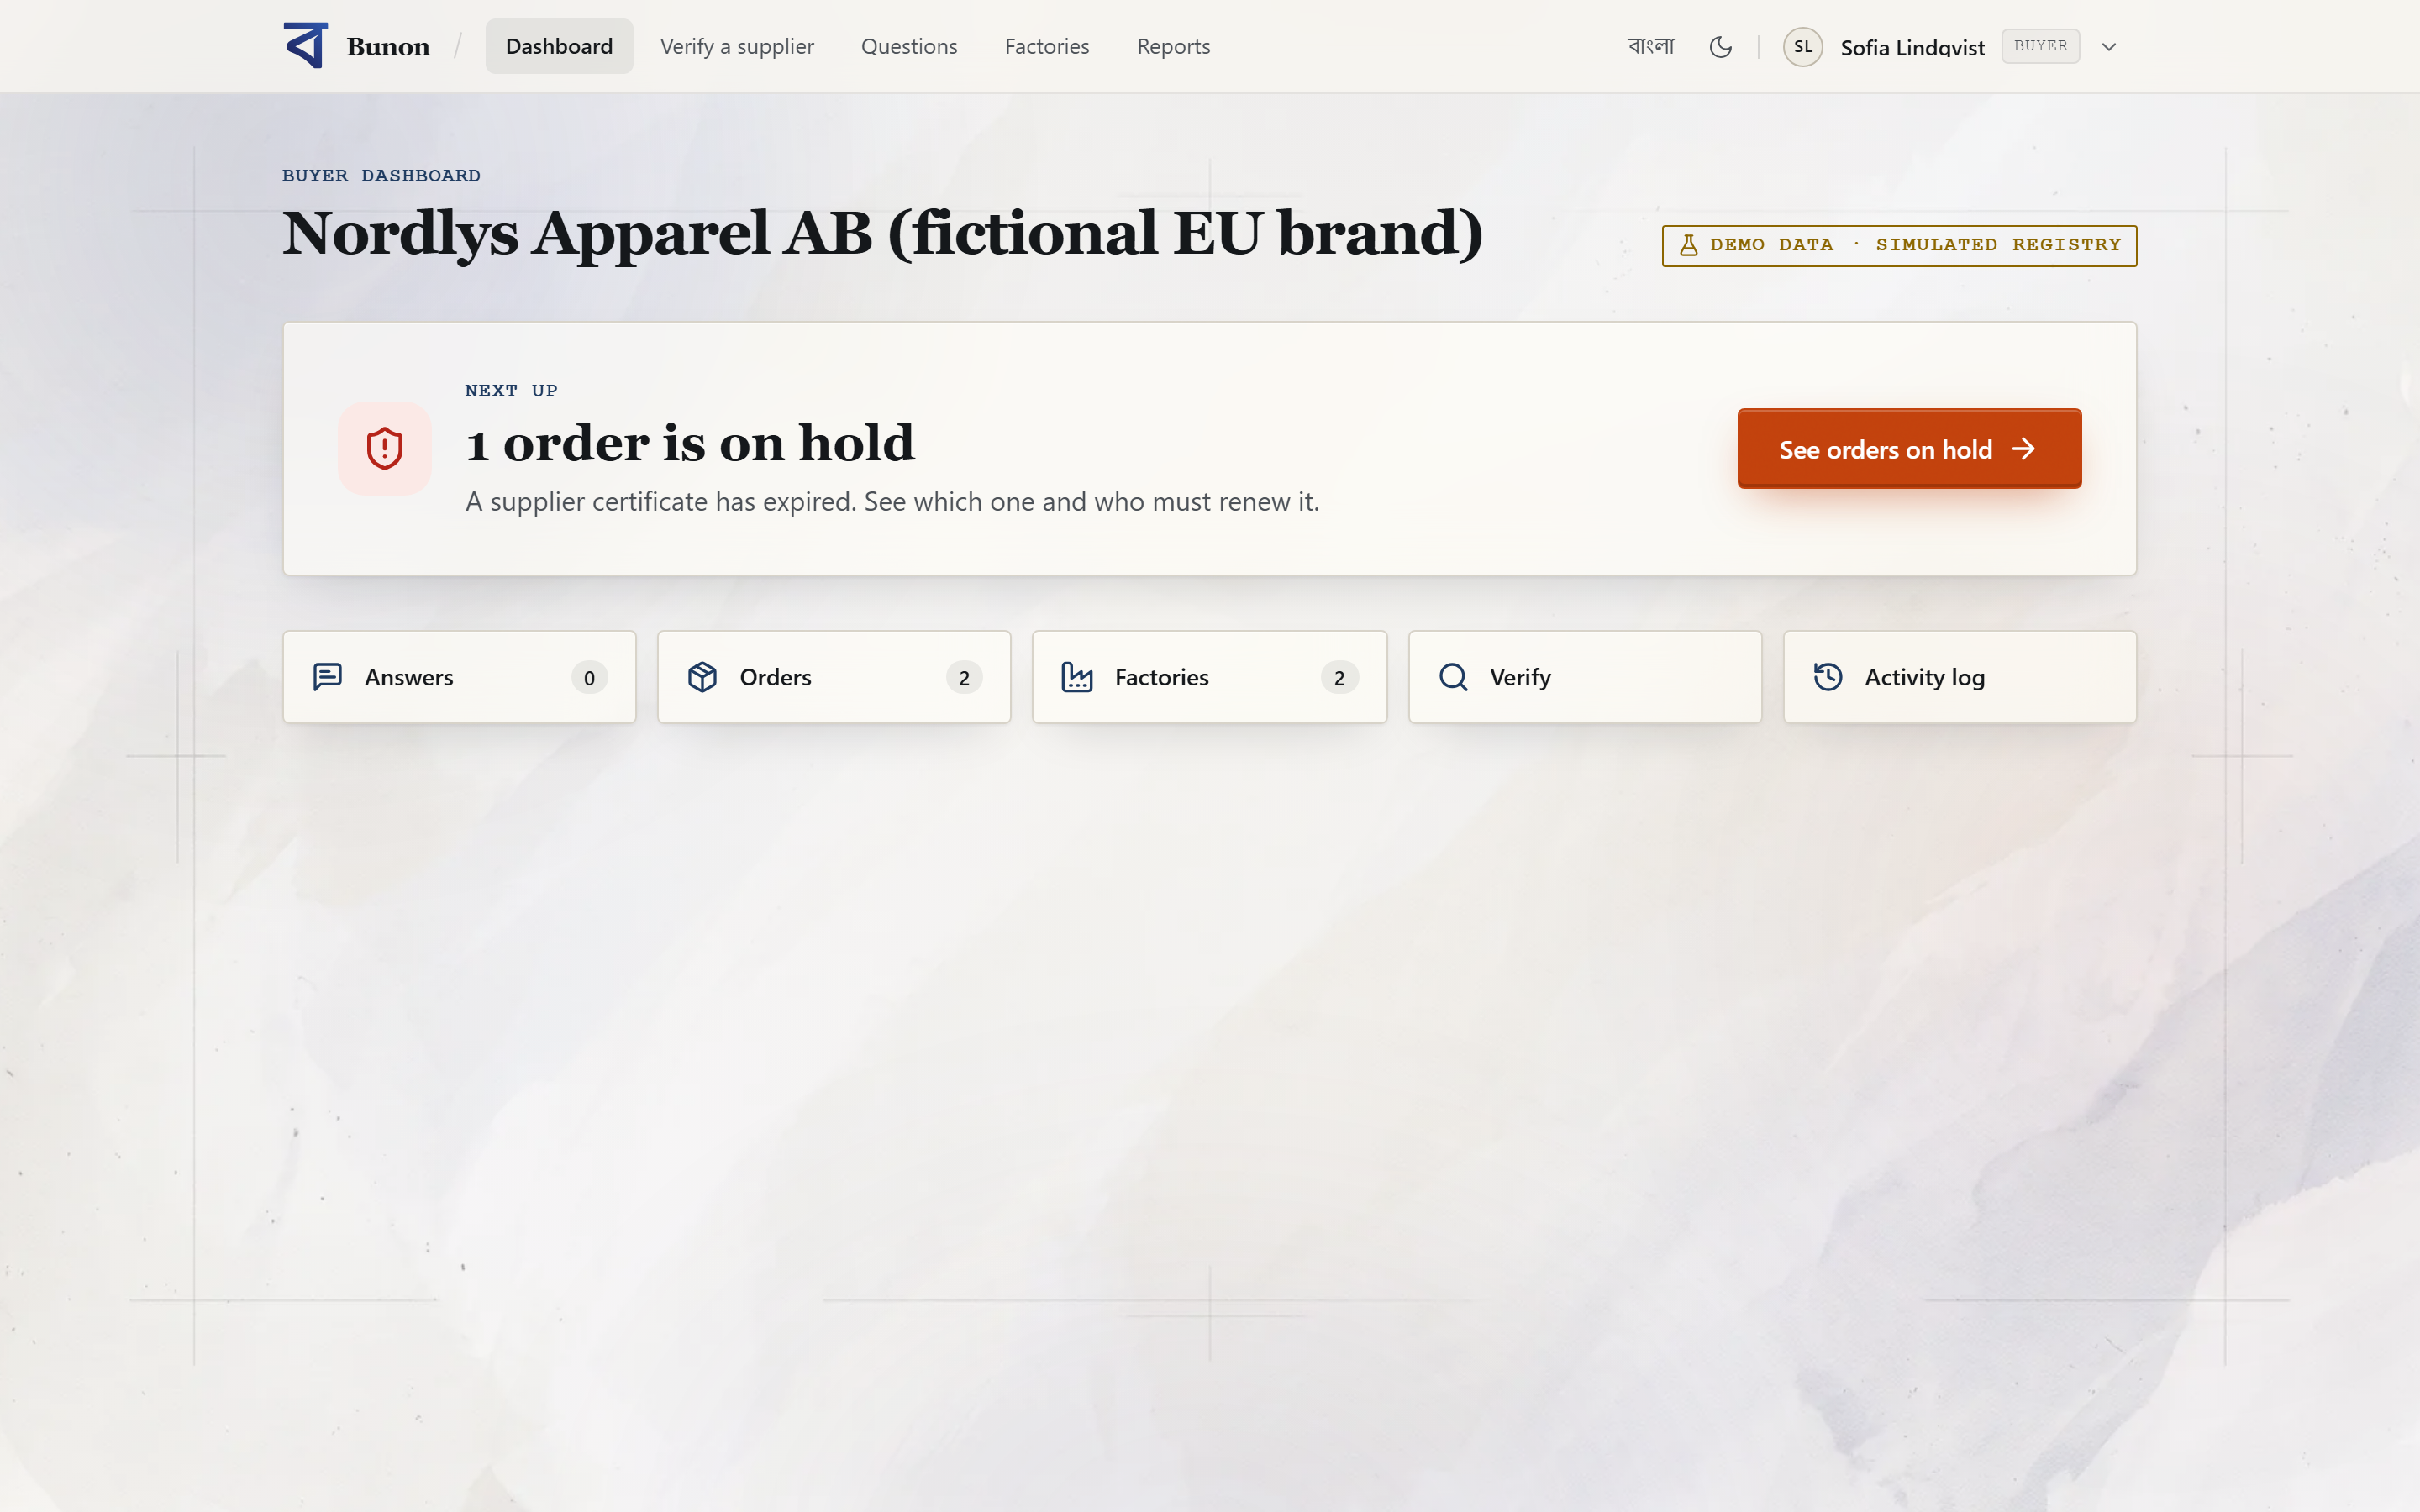 Bunon / Dashboard Verify a supplier Questions Factories Reports বাংলা SL Sofia Lindqvist BUYER
BUYER DASHBOARD
Nordlys Apparel AB (fictional EU brand)
DEMO DATA · SIMULATED REGISTRY
NEXT UP
1 order is on hold
A supplier certificate has expired. See which one and who must renew it.
See orders on hold →
Answers 0 Orders 2 Factories 2 Verify Activity log